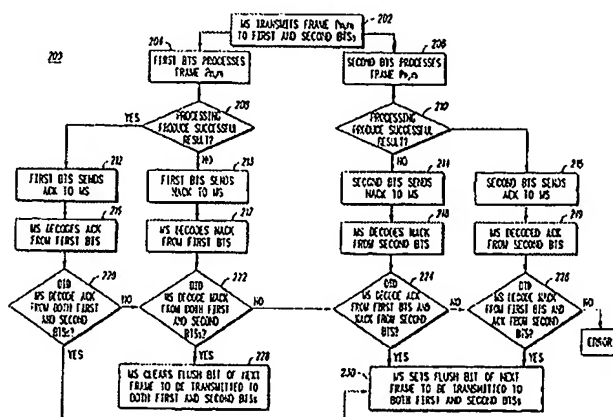 202
MS TRANSMITS FRAME Pn,m
TO FIRST AND SECOND BTSs
200
204
FIRST BTS PROCESSES
FRAME Pn,m
206
SECOND BTS PROCESSES
FRAME Pn,m
208
PROCESSING
PRODUCE SUCCESSFUL
RESULT?
YES
NO
210
PROCESSING
PRODUCE SUCCESSFUL
RESULT?
NO
212
FIRST BTS SENDS
ACK TO MS
213
FIRST BTS SENDS
NACK TO MS
214
SECOND BTS SENDS
NACK TO MS
215
SECOND BTS SENDS
ACK TO MS
216
MS DECODES ACK
FROM FIRST BTS
217
MS DECODES NACK
FROM FIRST BTS
218
MS DECODES NACK
FROM SECOND BTS
219
MS DECODED ACK
FROM SECOND BTS
220
DID
MS DECODE ACK
FROM BOTH FIRST
AND SECOND
BTSs?
NO
YES
222
DID
MS DECODE NACK
FROM BOTH FIRST
AND SECOND
BTSs?
NO
YES
224
DID
MS DECODE ACK
FROM FIRST BTS AND
NACK FROM SECOND
BTS?
NO
YES
226
DID
MS DECODE NACK
FROM FIRST BTS AND
ACK FROM SECOND
BTS?
NO
YES
ERROR
228
MS CLEARS FLUSH BIT OF NEXT
FRAME TO BE TRANSMITTED TO
BOTH FIRST AND SECOND BTSs
230
MS SETS FLUSH BIT OF NEXT
FRAME TO BE TRANSMITTED TO
BOTH FIRST AND SECOND BTSs